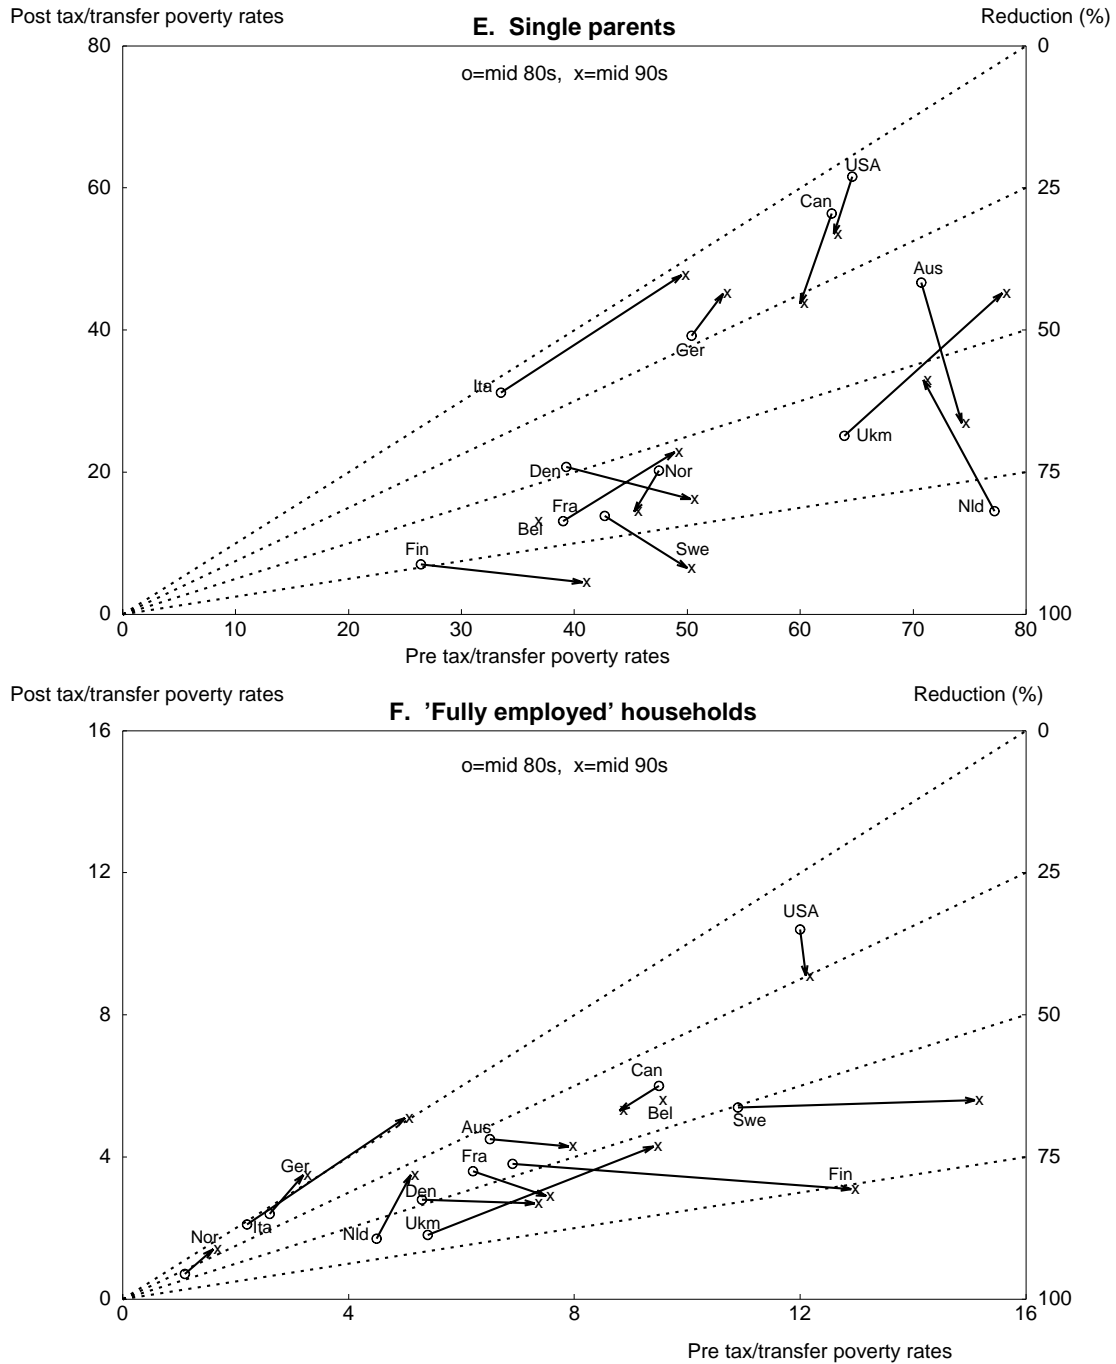 Post tax/transfer poverty rates Reduction (%)
E. Single parents
80 0
o=mid 80s, x=mid 90s
USA
60 25
Can
Aus
x
x
x
x
x
40 50
Ger
Ita
x
Ukm
x
x
20 75
Den Nor
x
Fra
x
Nld
x
Bel
Fin
Swe
x
x
0 100
0 10 20 30 40 50 60 70 80
Pre tax/transfer poverty rates
Post tax/transfer poverty rates Reduction (%)
F. ’Fully employed’ households
16 0
o=mid 80s, x=mid 90s
12 25
USA
x
8 50
Can
x
x
x
Bel
Swe
x
Aus
x
x
4 75
Fra
Ger
x
x
Fin
x
Den
x
x
Ita
Ukm
Nld
Nor
x
0 100
0 4 8 12 16
Pre tax/transfer poverty rates